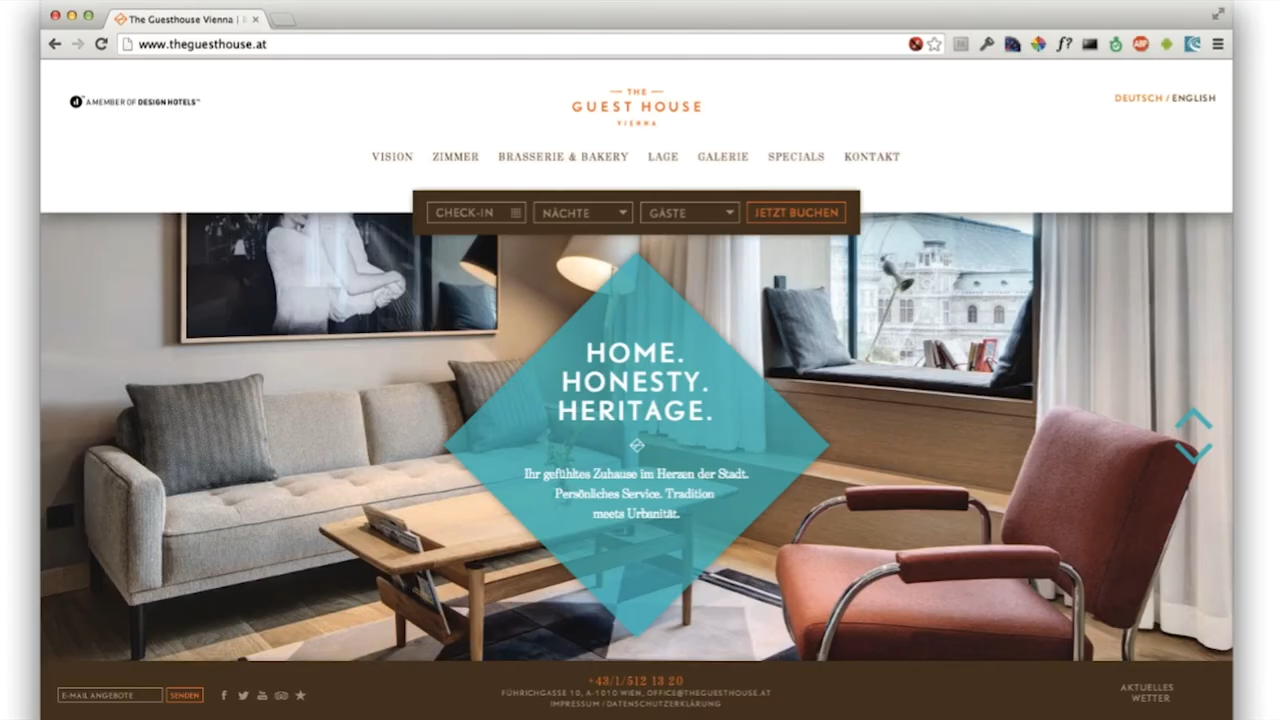 The Guesthouse Vienna |
www.theguesthouse.at
f?
ABP
A MEMBER OF DESIGN HOTELS™
THE
GUEST HOUSE
VIENNA
DEUTSCH / ENGLISH
VISION ZIMMER BRASSERIE & BAKERY LAGE GALERIE SPECIALS KONTAKT
CHECK-IN NÄCHTE GÄSTE JETZT BUCHEN
HOME.
HONESTY.
HERITAGE.
Ihr gefühltes Zuhause im Herzen der Stadt.
Persönliches Service. Tradition
meets Urbanität.
E-MAIL ANGEBOTE SENDEN
+43/1/512 13 20
FÜHRICHGASSE 10, A-1010 WIEN, OFFICE@THEGUESTHOUSE.AT
IMPRESSUM / DATENSCHUTZERKLÄRUNG
AKTUELLES
WETTER